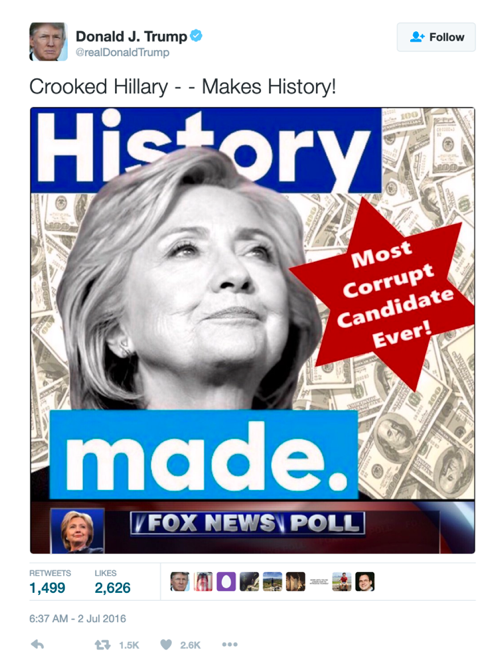 Donald J. Trump
@realDonaldTrump
Follow
Crooked Hillary - - Makes History!
History
Most
Corrupt
Candidate
Ever!
made.
FOX NEWS POLL
RETWEETS
LIKES
1,499
2,626
6:37 AM - 2 Jul 2016
1.5K
2.6K